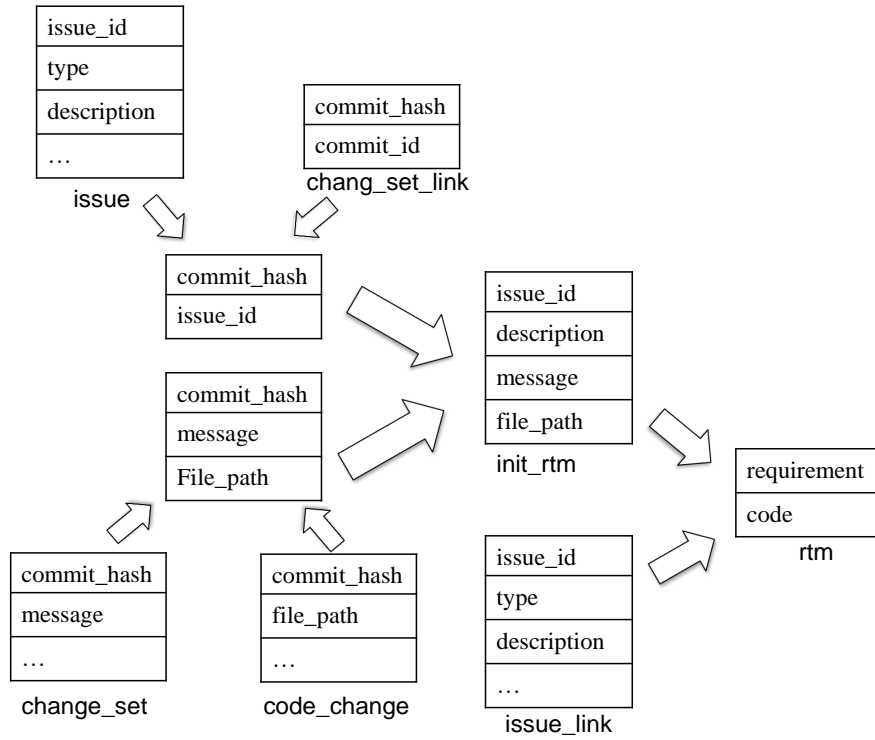 issue_id
type
description
…
issue
commit_hash
commit_id
chang_set_link
commit_hash
issue_id
commit_hash
message
File_path
issue_id
description
message
file_path
init_rtm
requirement
code
rtm
commit_hash
message
…
change_set
commit_hash
file_path
…
code_change
issue_id
type
description
…
issue_link